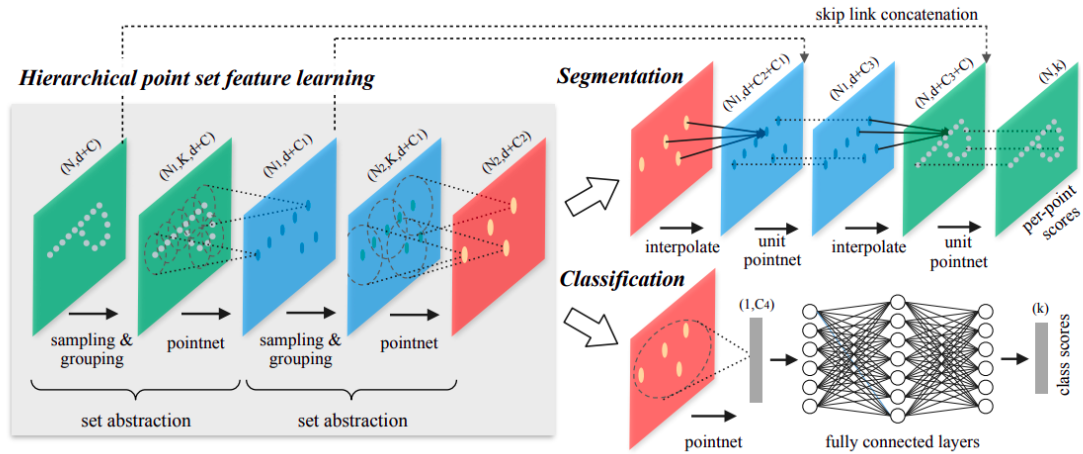 skip link concatenation
Hierarchical point set feature learning
(N,d+C)
(N1,K,d+C)
(N1,d+C1)
(N2,K,d+C1)
(N2,d+C2)
sampling &
grouping
pointnet
sampling &
grouping
pointnet
set abstraction
set abstraction
Segmentation
(N1,d+C2+C1)
(N1,d+C3)
(N,d+C3+C)
(N,k)
interpolate
unit
pointnet
interpolate
unit
pointnet
per-point
scores
Classification
(1,C4)
(k)
class scores
pointnet
fully connected layers